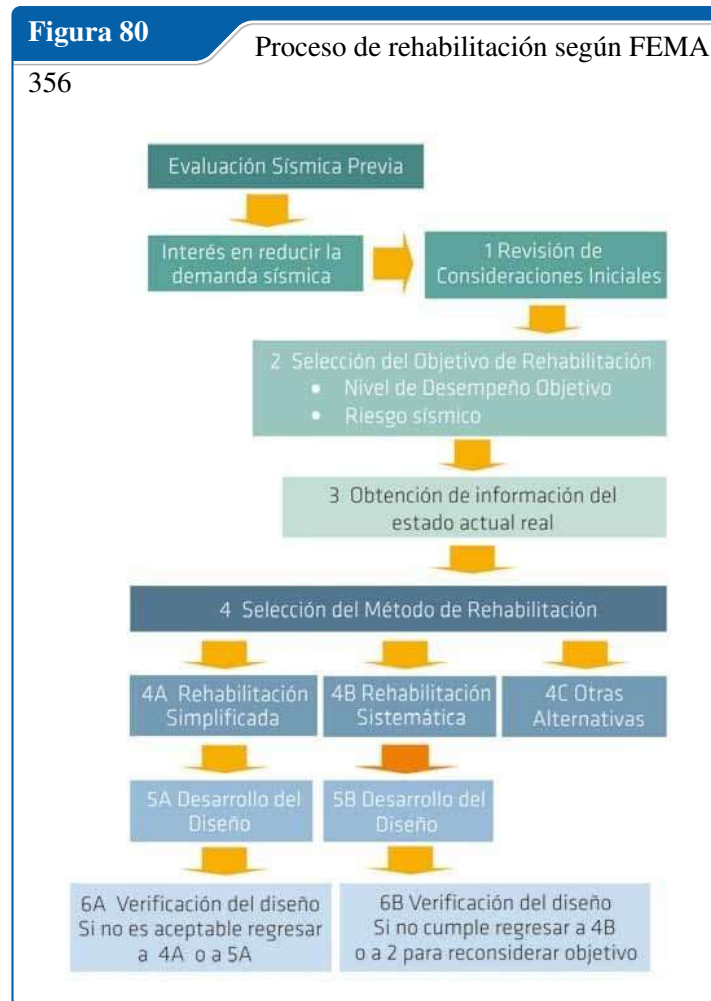 Figura 80
Proceso de rehabilitación según FEMA
356
Evaluación Sísmica Previa
Interés en reducir la
demanda sísmica
1 Revisión de
Consideraciones Iniciales
2 Selección del Objetivo de Rehabilitación
• Nivel de Desempeño Objetivo
• Riesgo sísmico
3 Obtención de información del
estado actual real
4 Selección del Método de Rehabilitación
4A Rehabilitación
Simplificada
4B Rehabilitación
Sistemática
4C Otras
Alternativas
5A Desarrollo del
Diseño
5B Desarrollo del
Diseño
6A Verificación del diseño
Si no es aceptable regresar
a 4A o a 5A
6B Verificación del diseño
Si no cumple regresar a 4B
o a 2 para reconsiderar objetivo